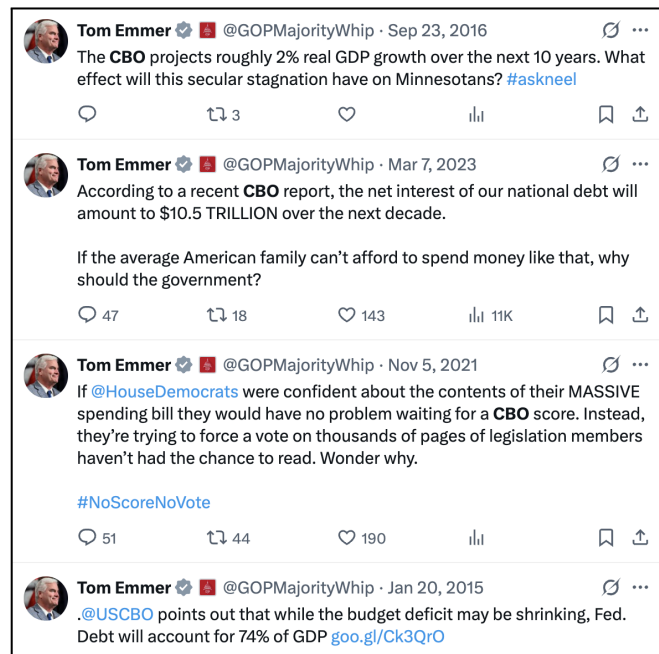 Tom Emmer @GOPMajorityWhip · Sep 23, 2016
The CBO projects roughly 2% real GDP growth over the next 10 years. What
effect will this secular stagnation have on Minnesotans? #askneel
3
Tom Emmer @GOPMajorityWhip · Mar 7, 2023
According to a recent CBO report, the net interest of our national debt will
amount to $10.5 TRILLION over the next decade.
If the average American family can’t afford to spend money like that, why
should the government?
47 18 143 11K
Tom Emmer @GOPMajorityWhip · Nov 5, 2021
If @HouseDemocrats were confident about the contents of their MASSIVE
spending bill they would have no problem waiting for a CBO score. Instead,
they’re trying to force a vote on thousands of pages of legislation members
haven’t had the chance to read. Wonder why.
#NoScoreNoVote
51 44 190
Tom Emmer @GOPMajorityWhip · Jan 20, 2015
.@USCBO points out that while the budget deficit may be shrinking, Fed.
Debt will account for 74% of GDP goo.gl/Ck3QrO